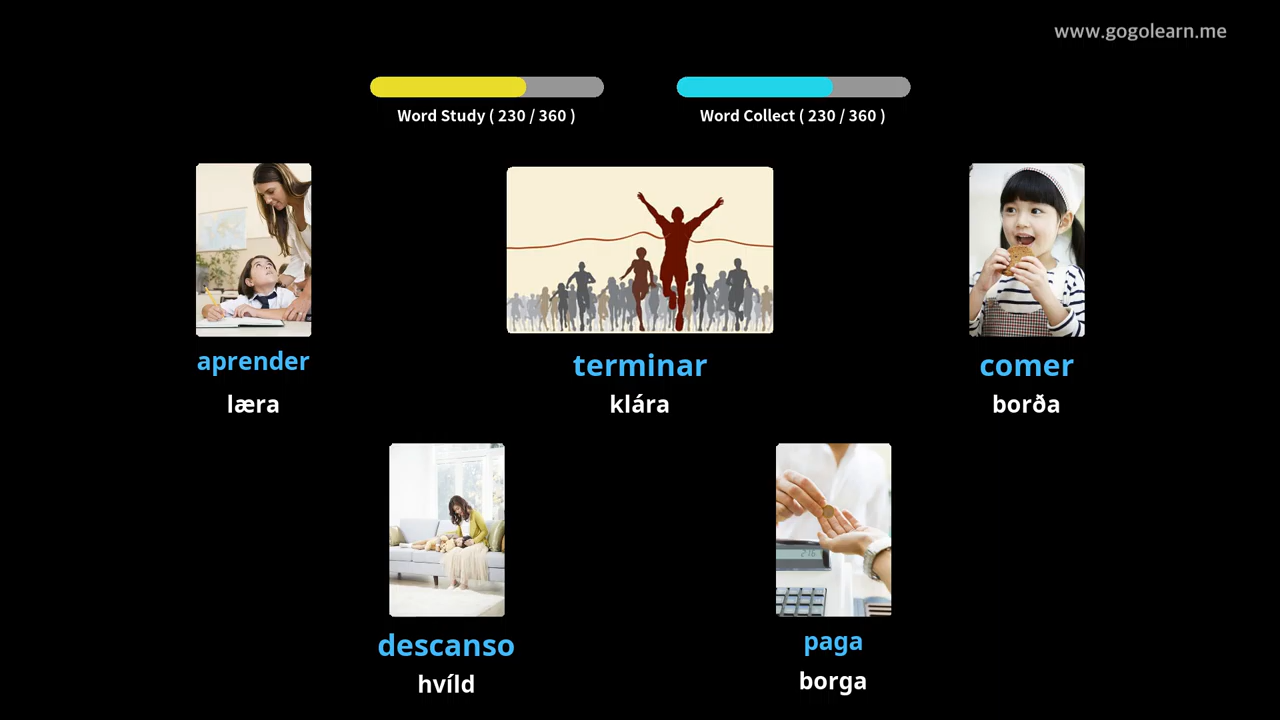 www.gogolearn.me
Word Study ( 230 / 360 )
Word Collect ( 230 / 360 )
aprender
læra
terminar
klára
comer
borða
descanso
hvíld
paga
borga